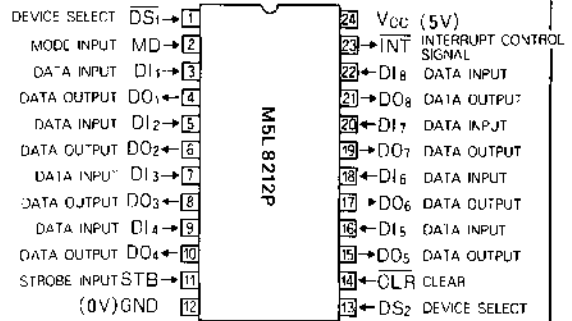 DEVICE SELECT DS1 → 1
MODE INPUT MD → 2
DATA INPUT DI1 → 3
DATA OUTPUT DO1 ← 4
DATA INPUT DI2 → 5
DATA OUTPUT DO2 ← 6
DATA INPUT DI3 → 7
DATA OUTPUT DO3 ← 8
DATA INPUT DI4 → 9
DATA OUTPUT DO4 ← 10
STROBE INPUT STB → 11
(0V) GND 12
M5L 8212P
24 Vcc (5V)
23 → INT INTERRUPT CONTROL
SIGNAL
22 ← DI8 DATA INPUT
21 → DO8 DATA OUTPUT
20 ← DI7 DATA INPUT
19 → DO7 DATA OUTPUT
18 ← DI6 DATA INPUT
17 → DO6 DATA OUTPUT
16 ← DI5 DATA INPUT
15 → DO5 DATA OUTPUT
14 ← CLR CLEAR
13 ← DS2 DEVICE SELECT